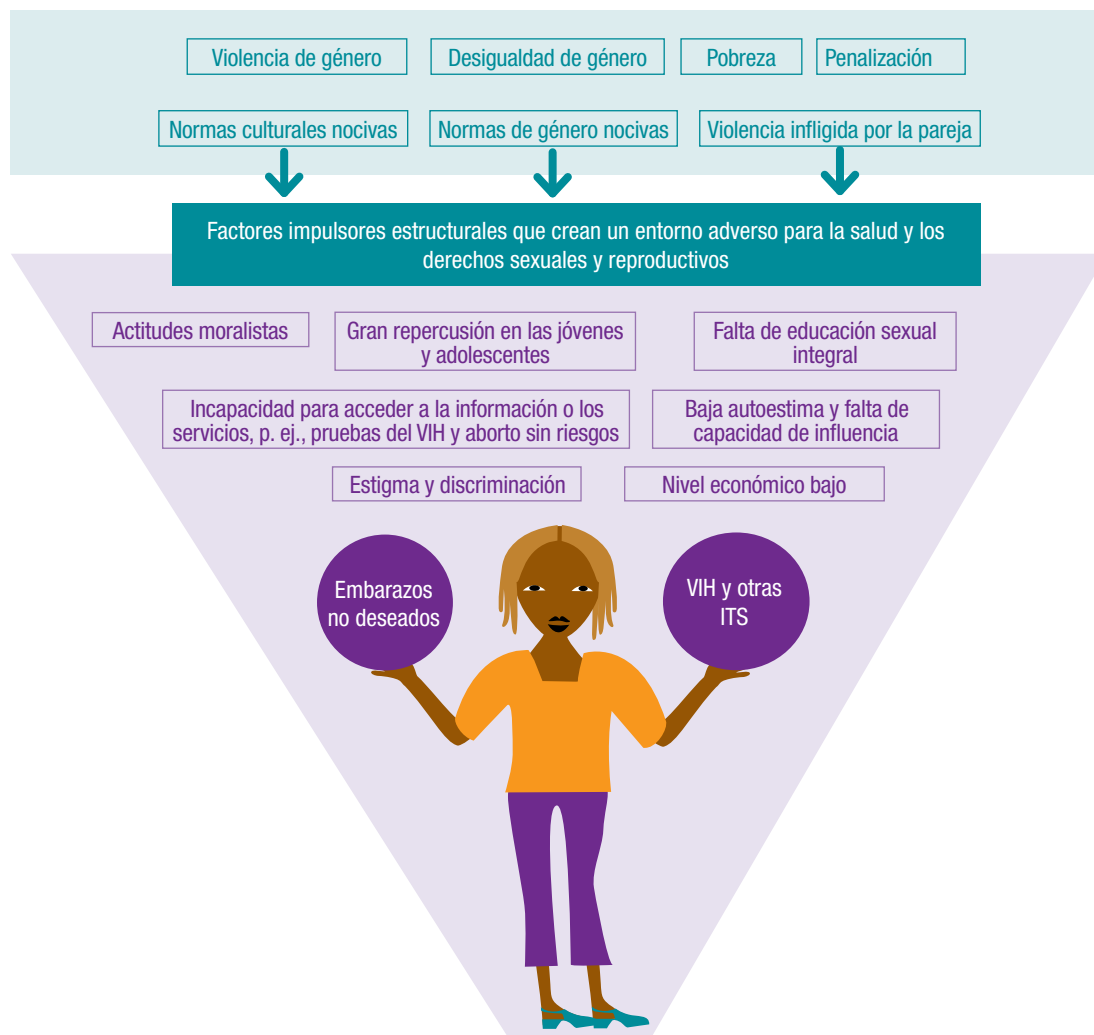 Violencia de género
Desigualdad de género
Pobreza
Penalización
Normas culturales nocivas
Normas de género nocivas
Violencia infligida por la pareja
Factores impulsores estructurales que crean un entorno adverso para la salud y los
derechos sexuales y reproductivos
Actitudes moralistas
Gran repercusión en las jóvenes
y adolescentes
Falta de educación sexual
integral
Incapacidad para acceder a la información o los
servicios, p. ej., pruebas del VIH y aborto sin riesgos
Baja autoestima y falta de
capacidad de influencia
Estigma y discriminación
Nivel económico bajo
Embarazos
no deseados
VIH y otras
ITS